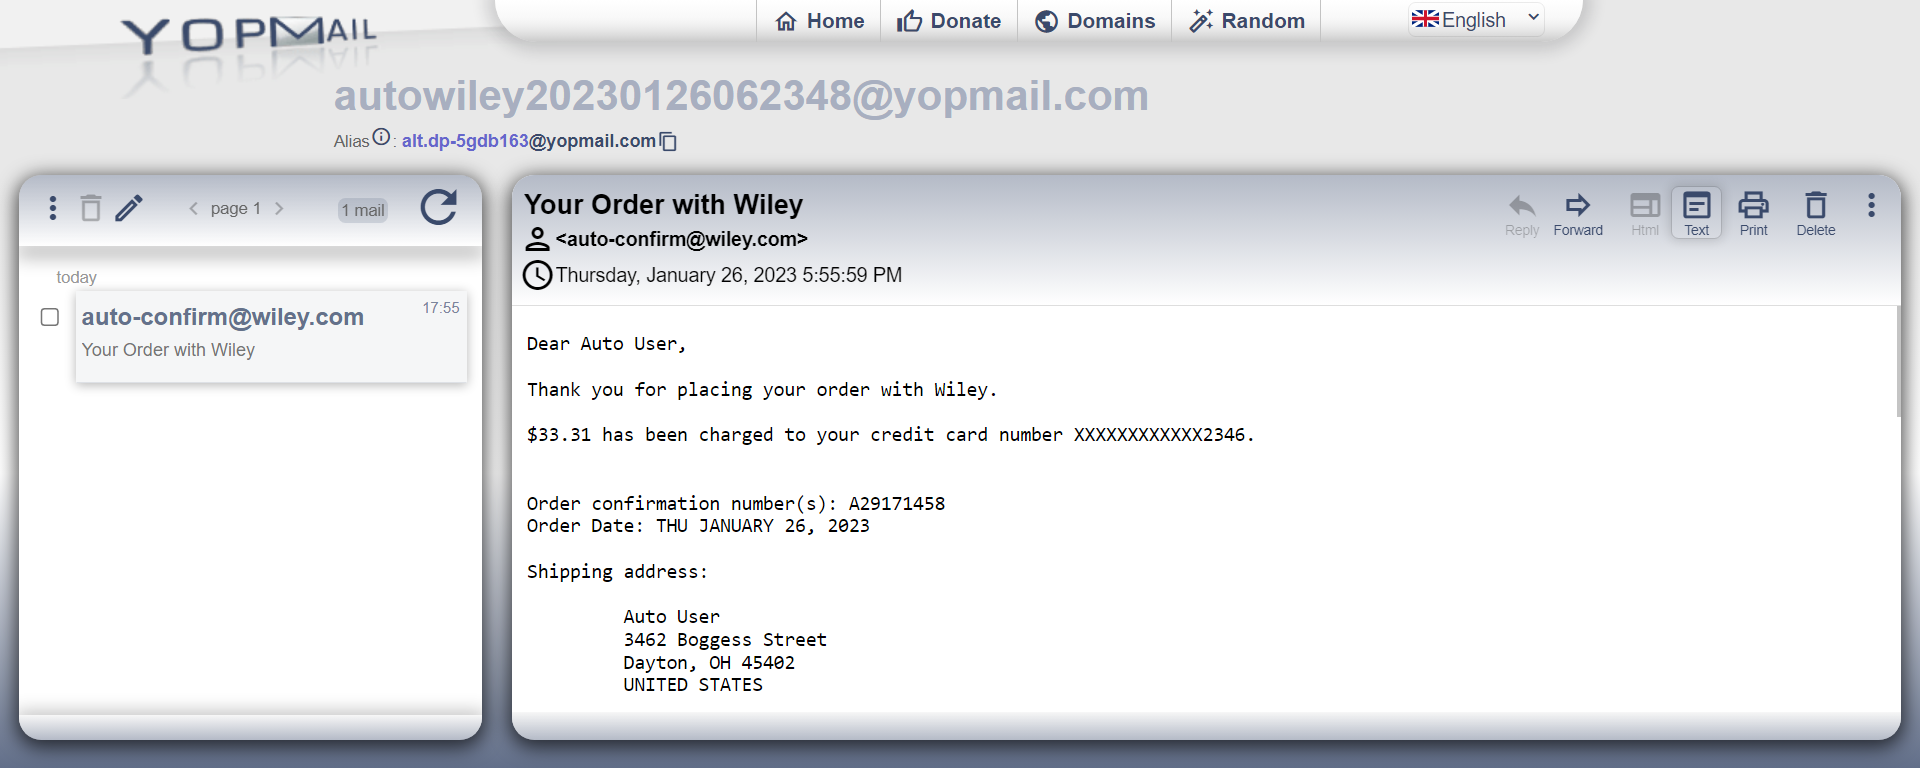 YOPMAIL
Home
Donate
Domains
Random
English
autowiley20230126062348@yopmail.com
Alias : alt.dp-5gdb163@yopmail.com
page 1
1 mail
today
auto-confirm@wiley.com
17:55
Your Order with Wiley
Your Order with Wiley
<auto-confirm@wiley.com>
Thursday, January 26, 2023 5:55:59 PM
Reply
Forward
Html
Text
Print
Delete
Dear Auto User,
Thank you for placing your order with Wiley.
$33.31 has been charged to your credit card number XXXXXXXXXXXX2346.
Order confirmation number(s): A29171458
Order Date: THU JANUARY 26, 2023
Shipping address:
Auto User
3462 Boggess Street
Dayton, OH 45402
UNITED STATES